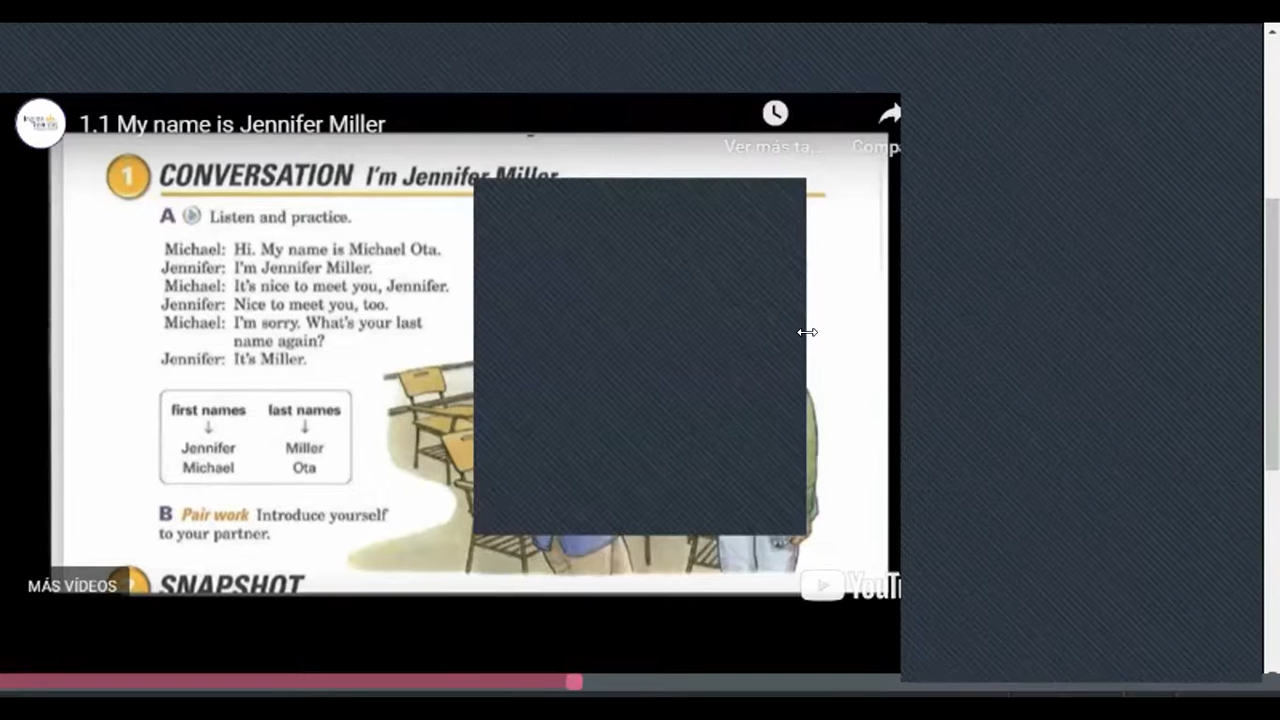 1.1 My name is Jennifer Miller
Ver más ta...
1 CONVERSATION I'm Jennifer Miller
A Listen and practice.
Michael: Hi. My name is Michael Ota.
Jennifer: I'm Jennifer Miller.
Michael: It's nice to meet you, Jennifer.
Jennifer: Nice to meet you, too.
Michael: I'm sorry. What's your last
name again?
Jennifer: It's Miller.
first names last names
↓ ↓
Jennifer Miller
Michael Ota
B Pair work Introduce yourself
to your partner.
MÁS VÍDEOS
SNAPSHOT